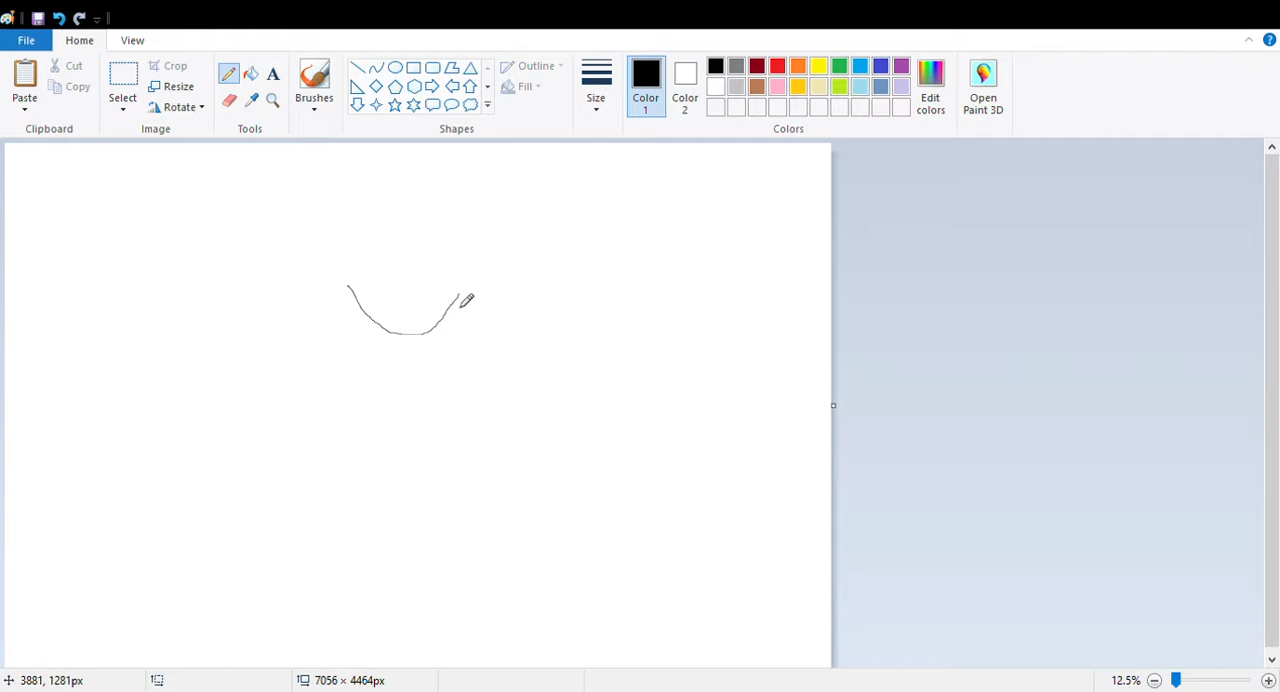 File Home View
Paste
Cut
Copy
Clipboard
Select
Crop
Resize
Rotate
Image
A
Tools
Brushes
Shapes
Outline
Fill
Size
Color 1
Color 2
Edit colors
Colors
Open Paint 3D
3881, 1281px
7056 × 4464px
12.5%